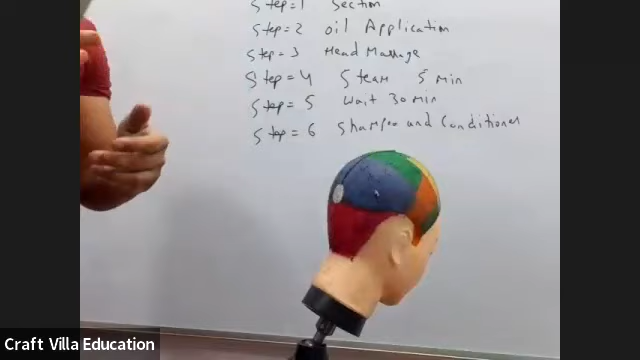 Step=1 Section
Step=2 oil Application
Step=3 Head Massage
Step=4 Steam 5 Min
Step=5 Wait 30 min
Step=6 Shampoo and Conditioner
Craft Villa Education